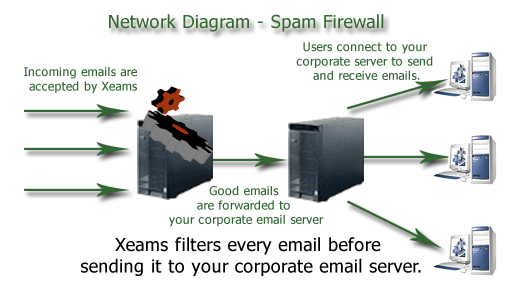 Network Diagram - Spam Firewall
Users connect to your
corporate server to send
and receive emails.
Incoming emails are
accepted by Xeams
Good emails
are forwarded to
your corporate email server
Xeams filters every email before
sending it to your corporate email server.